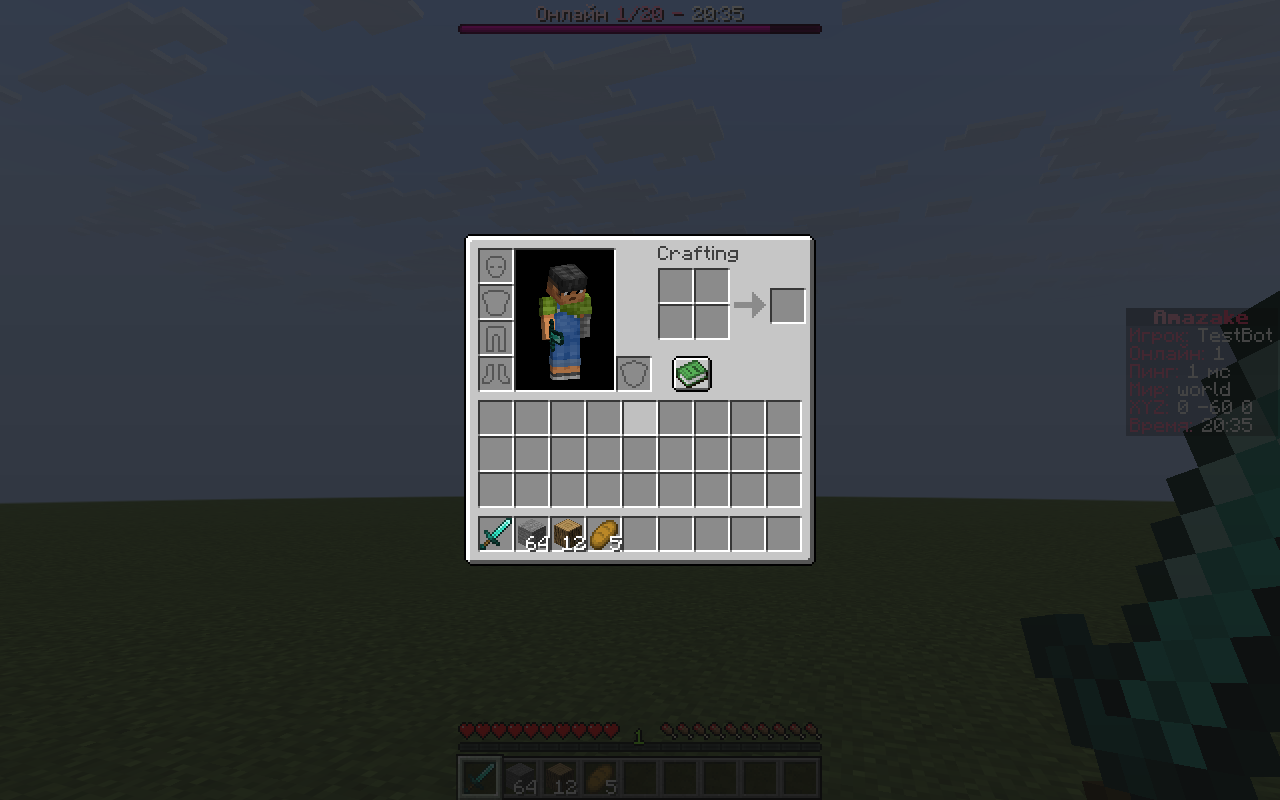 Онлайн 1/20 - 20:35
Crafting
Amazake
Игрок: TestBot
Онлайн: 1
Пинг: 1 мс
Мир: world
XYZ: 0 -60 0
Время: 20:35
64 12 5
1
64 12 5